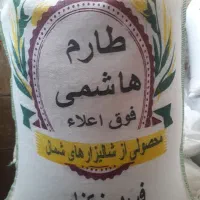 طارم
هاشمی
فوق اعلاء
محصولی از شالیزارهای شمال